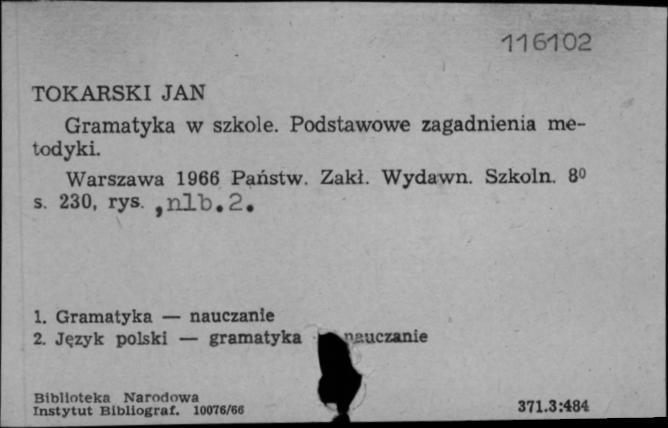 116102
TOKARSKI JAN
Gramatyka w szkole. Podstawowe zagadnienia me-
todyki.
Warszawa 1966 Państw. Zakł. Wydawn. Szkoln. 8º
s. 230, rys. ,nlb.2.
1. Gramatyka — nauczanie
2. Język polski — gramatyka nauczanie
Biblioteka Narodowa
Instytut Bibliograf. 10076/66
371.3:484